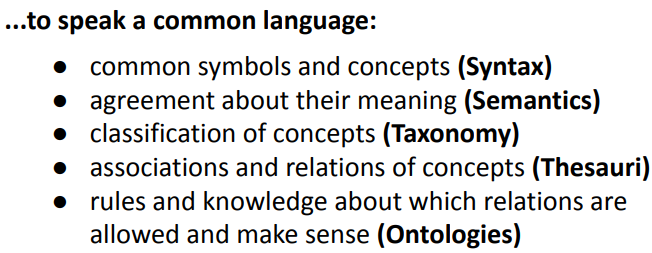 ...to speak a common language:
● common symbols and concepts (Syntax)
● agreement about their meaning (Semantics)
● classification of concepts (Taxonomy)
● associations and relations of concepts (Thesauri)
● rules and knowledge about which relations are
allowed and make sense (Ontologies)